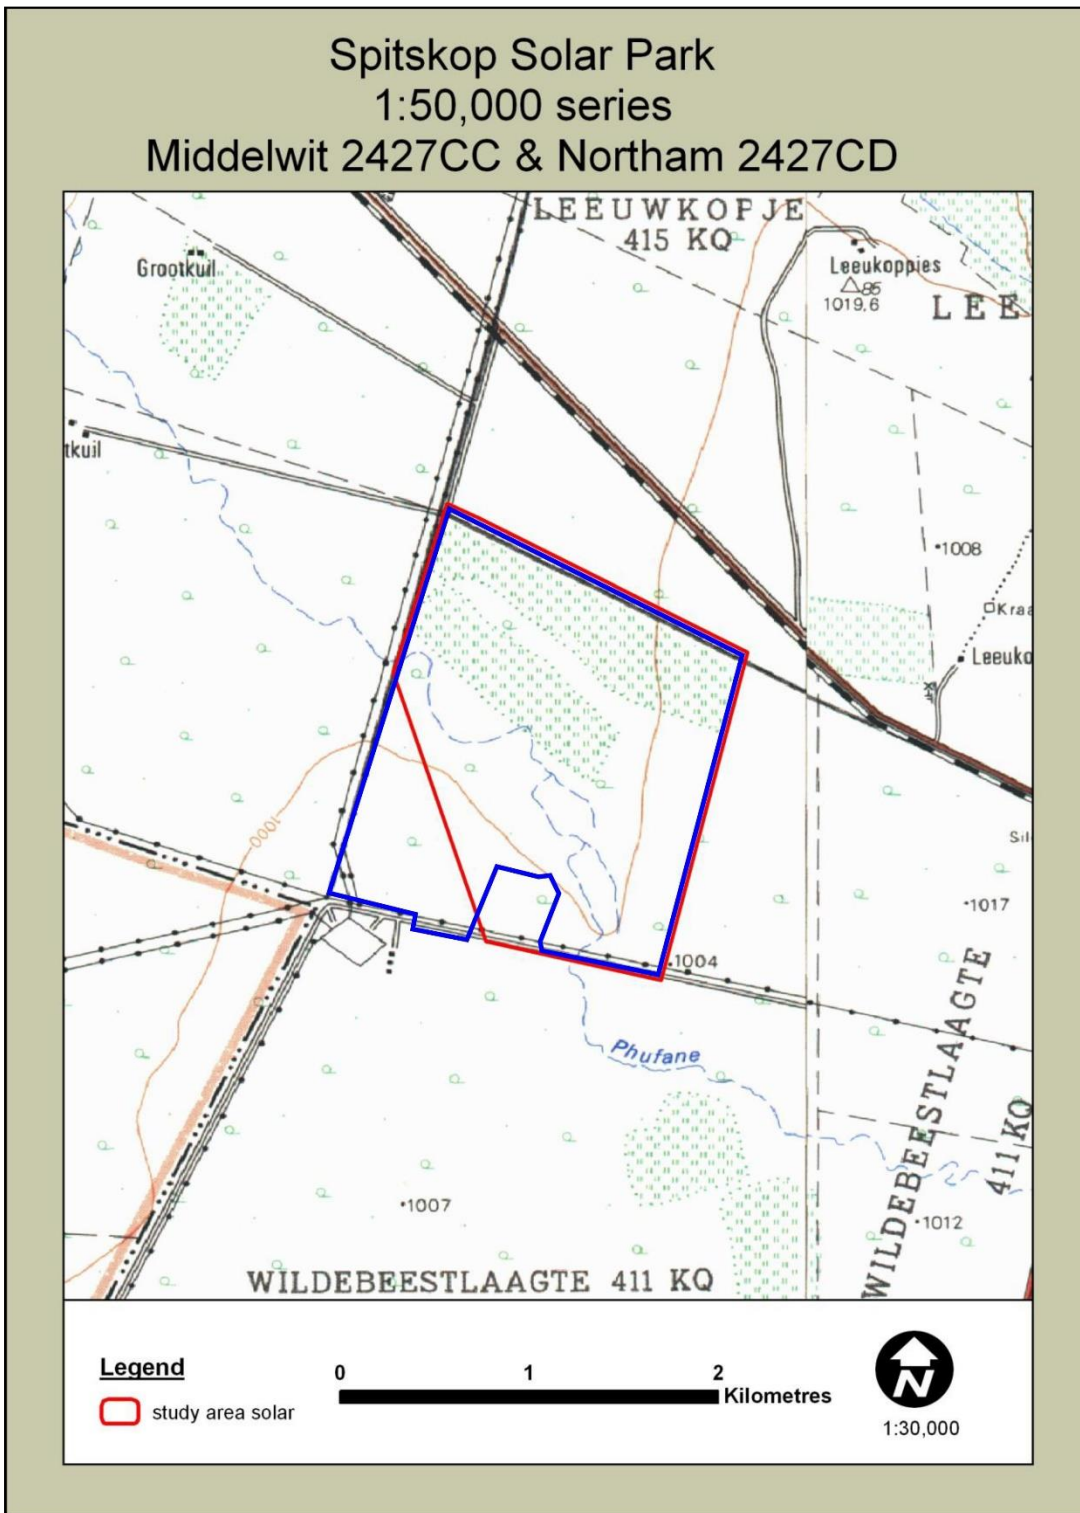 Spitskop Solar Park
1:50,000 series
Middelwit 2427CC & Northam 2427CD
LEEUWKOPJE
415 KQ
Grootkuil
Leeukoppies
85
1019,6
LEE
tkuil
1008
Kraa
Leeuko
1000
Sil
1017
1004
Phufane
WILDEBEESTLAAGTE
411 KQ
1007
1012
WILDEBEESTLAAGTE 411 KQ
Legend
study area solar
0 1 2
Kilometres
N
1:30,000